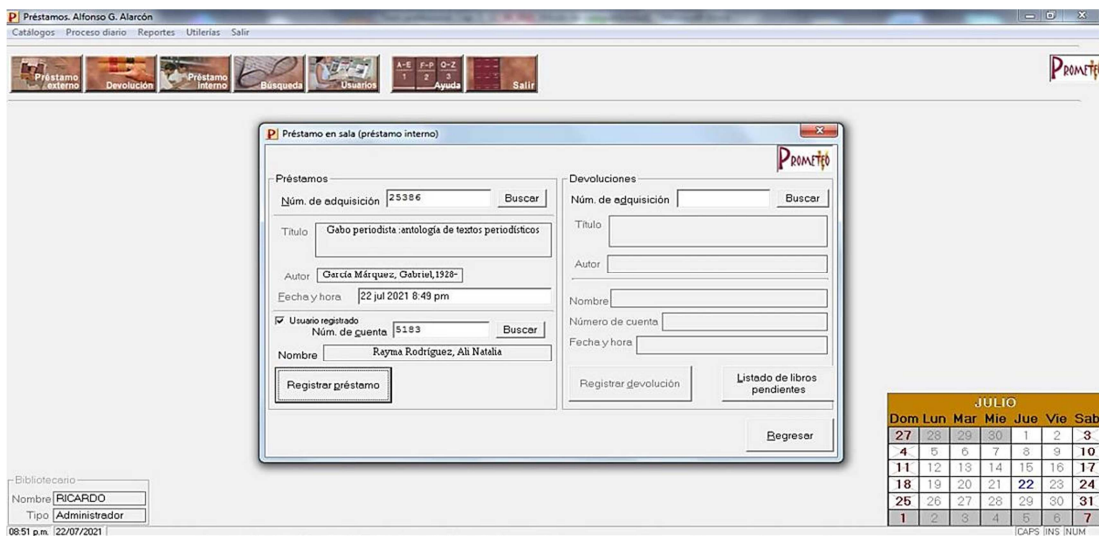 Préstamos. Alfonso G. Alarcón
Catálogos Proceso diario Reportes Utilerías Salir
Préstamo externo
Devolución
Préstamo interno
Búsqueda
Usuarios
A-E F-P Q-Z
1 2 3
Ayuda
Salir
PROMETEO
Préstamo en sala (préstamo interno)
PROMETEO
Préstamos
Núm. de adquisición 25386 Buscar
Título Gabo periodista :antología de textos periodísticos
Autor García Márquez, Gabriel,1928-
Fecha y hora 22 jul 2021 8:49 pm
Usuario registrado
Núm. de cuenta 5183 Buscar
Nombre Rayma Rodríguez, Ali Natalia
Registrar préstamo
Devoluciones
Núm. de adquisición Buscar
Título
Autor
Nombre
Número de cuenta
Fecha y hora
Registrar devolución
Listado de libros
pendientes
Regresar
JULIO
Dom Lun Mar Mie Jue Vie Sab
27 28 29 30 1 2 3
4 5 6 7 8 9 10
11 12 13 14 15 16 17
18 19 20 21 22 23 24
25 26 27 28 29 30 31
1 2 3 4 5 6 7
Bibliotecario
Nombre RICARDO
Tipo Administrador
08:51 p.m. 22/07/2021
CAPS INS NUM